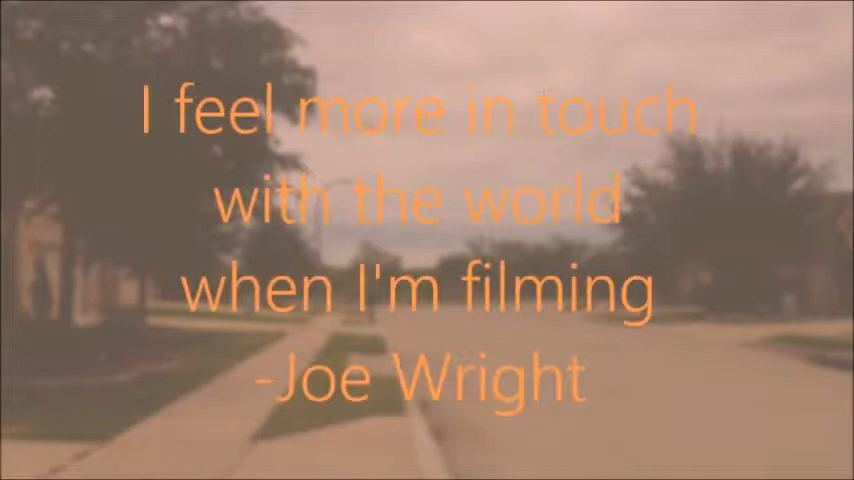 I feel more in touch
with the world
when I'm filming
-Joe Wright